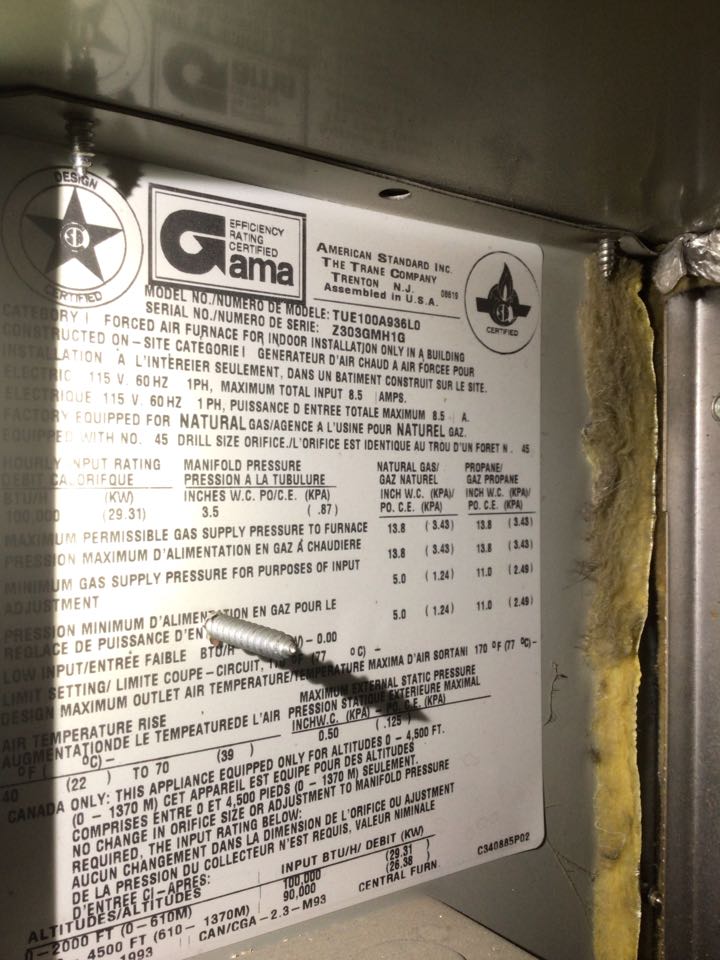 DESIGN
CERTIFIED
Gama
EFFICIENCY
RATING
CERTIFIED
AMERICAN STANDARD INC.
THE TRANE COMPANY
TRENTON N.J. 08619
Assembled in U.S.A.
CERTIFIED
MODEL NO./NUMERO DE MODELE: TUE100A936L0
SERIAL NO./NUMERO DE SERIE: Z303GMH1G
CATEGORY I FORCED AIR FURNACE FOR INDOOR INSTALLATION ONLY IN A BUILDING
CONSTRUCTED ON-SITE CATEGORIE I GENERATEUR D'AIR CHAUD A AIR FORCEE POUR
INSTALLATION À L'INTEREIER SEULEMENT, DANS UN BATIMENT CONSTRUIT SUR LE SITE.
ELECTRIC 115 V. 60 HZ 1PH, MAXIMUM TOTAL INPUT 8.5 AMPS.
ELECTRIQUE 115 V. 60 HZ 1 PH, PUISSANCE D ENTREE TOTALE MAXIMUM 8.5 A.
FACTORY EQUIPPED FOR NATURAL GAS/AGENCE A L'USINE POUR NATUREL GAZ.
EQUIPPED WITH NO. 45 DRILL SIZE ORIFICE./L'ORIFICE EST IDENTIQUE AU TROU D'UN FORET N. 45
HOURLY INPUT RATING MANIFOLD PRESSURE NATURAL GAS/ PROPANE/
DEBIT CALORIFQUE PRESSION A LA TUBULURE GAZ NATUREL GAZ PROPANE
BTU/H (KW) INCHES W.C. PO/C.E. (KPA) INCH W.C. (KPA)/ INCH W.C. (KPA)/
100,000 (29.31) 3.5 (.87) PO. C.E. (KPA) PO. C.E. (KPA)
MAXIMUM PERMISSIBLE GAS SUPPLY PRESSURE TO FURNACE 13.8 (3.43) 13.8 (3.43)
PRESSION MAXIMUM D'ALIMENTATION EN GAZ À CHAUDIERE 13.8 (3.43) 13.8 (3.43)
MINIMUM GAS SUPPLY PRESSURE FOR PURPOSES OF INPUT 5.0 (1.24) 11.0 (2.49)
ADJUSTMENT
PRESSION MINIMUM D'ALIMENTATION EN GAZ POUR LE 5.0 (1.24) 11.0 (2.49)
REGLACE DE PUISSANCE D'EN
LOW INPUT/ENTRÉE FAIBLE BTU/H W) - 0.00
LIMIT SETTING/ LIMITE COUPE-CIRCUIT, °F (77 °C) -
DESIGN MAXIMUM OUTLET AIR TEMPERATURE/TEMPERATURE MAXIMA D'AIR SORTANI 170 °F (77 °C) -
MAXIMUM EXTERNAL STATIC PRESSURE
AIR TEMPERATURE RISE PRESSION STATIQUE EXTERIEURE MAXIMAL
AUGMENTATIONDE LE TEMPEATUREDE L'AIR INCHW.C. (KPA) - PO. C.E. (KPA)
°F ( °C) - 0.50 (.125)
40 (22) TO 70 (39)
CANADA ONLY: THIS APPLIANCE EQUIPPED ONLY FOR ALTITUDES 0 - 4,500 FT.
(0 - 1370 M) CET APPAREIL EST EQUIPE POUR DES ALTITUDES
COMPRISES ENTRE 0 ET 4,500 PIEDS (0 - 1370 M) SEULEMENT.
NO CHANGE IN ORIFICE SIZE OR ADJUSTMENT TO MANIFOLD PRESSURE
REQUIRED, THE INPUT RATING BELOW:
AUCUN CHANGEMENT DANS LA DIMENSION DE L'ORIFICE OU AJUSTMENT
DE LA PRESSION DU COLLECTEUR N'EST REQUIS, VALEUR NIMINALE
D'ENTREE CI-APRES:
ALTITUDES/ALTITUDES INPUT BTU/H/ DEBIT (KW)
0-2000 FT (0-610M) 100,000 (29.31
4500 FT (610-1370M) 90,000 (26.38
1993 CAN/CGA-2.3-M93 CENTRAL FURN.
C340885P02